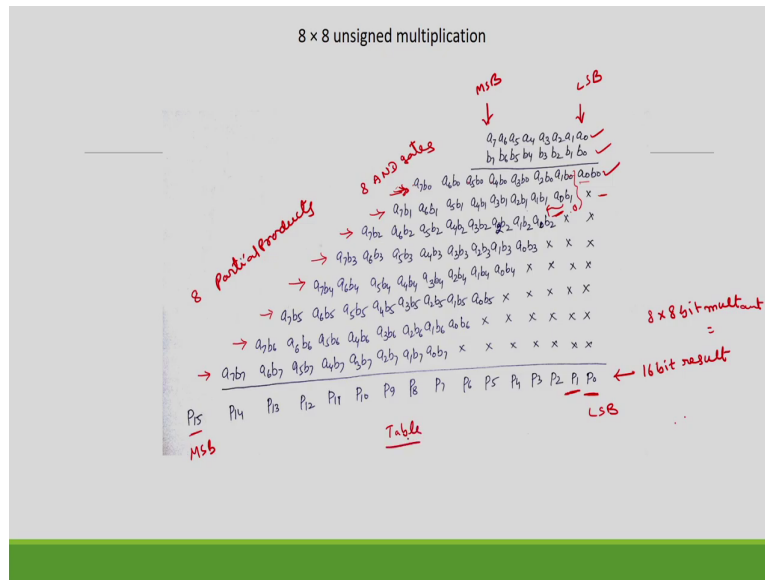 8 × 8 unsigned multiplication
MSB LSB
a7 a6 a5 a4 a3 a2 a1 a0
b7 b6 b5 b4 b3 b2 b1 b0
8 AND gates
a7b0 a6b0 a5b0 a4b0 a3b0 a2b0 a1b0 a0b0
a7b1 a6b1 a5b1 a4b1 a3b1 a2b1 a1b1 a0b1 x
a7b2 a6b2 a5b2 a4b2 a3b2 a2b2 a1b2 a0b2 x x
a7b3 a6b3 a5b3 a4b3 a3b3 a2b3 a1b3 a0b3 x x x
a7b4 a6b4 a5b4 a4b4 a3b4 a2b4 a1b4 a0b4 x x x x
a7b5 a6b5 a5b5 a4b5 a3b5 a2b5 a1b5 a0b5 x x x x x
a7b6 a6b6 a5b6 a4b6 a3b6 a2b6 a1b6 a0b6 x x x x x x
a7b7 a6b7 a5b7 a4b7 a3b7 a2b7 a1b7 a0b7 x x x x x x x
8 Partial Products
8 x 8 bit
=
16 bit result
P15 P14 P13 P12 P11 P10 P9 P8 P7 P6 P5 P4 P3 P2 P1 P0
MSB LSB
Table